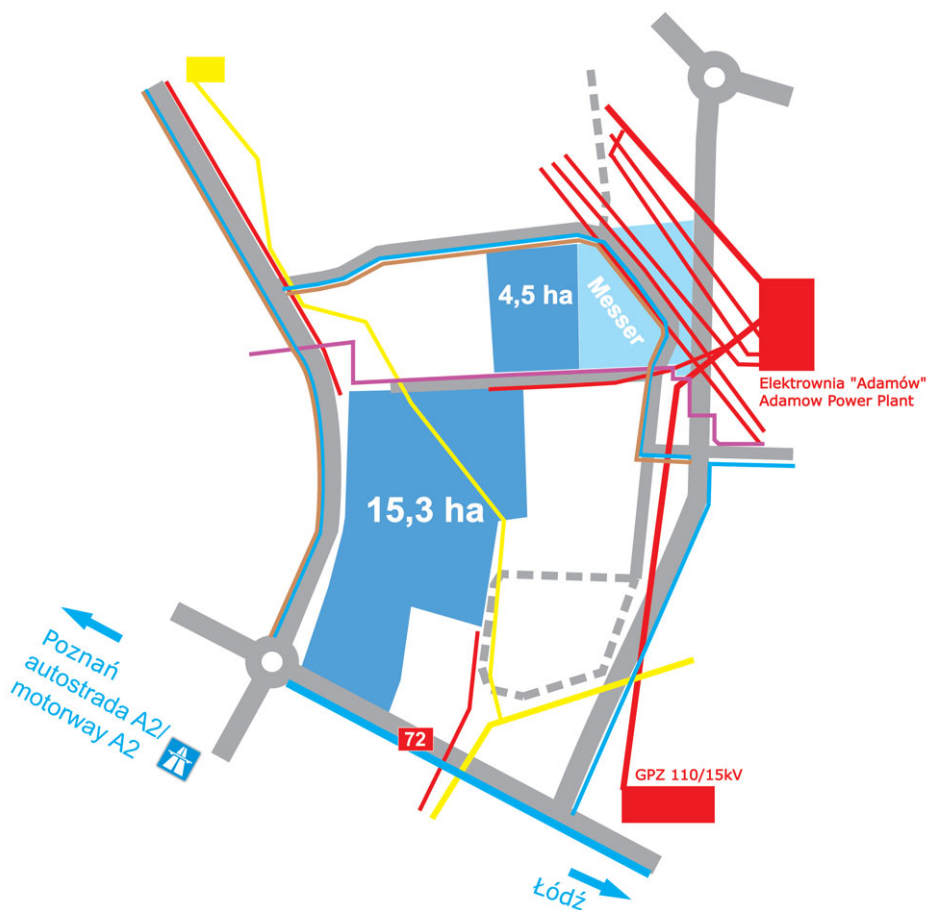 4,5 ha
Messer
Elektrownia "Adamów"
Adamow Power Plant
15,3 ha
Poznań
autostrada A2/
motorway A2
72
GPZ 110/15kV
Łódź